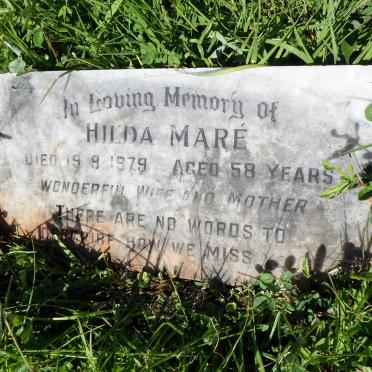 In Loving Memory of
HILDA MARÉ
DIED 19.9.1979 AGED 58 YEARS
WONDERFUL WIFE AND MOTHER
THERE ARE NO WORDS TO
HOW WE MISS